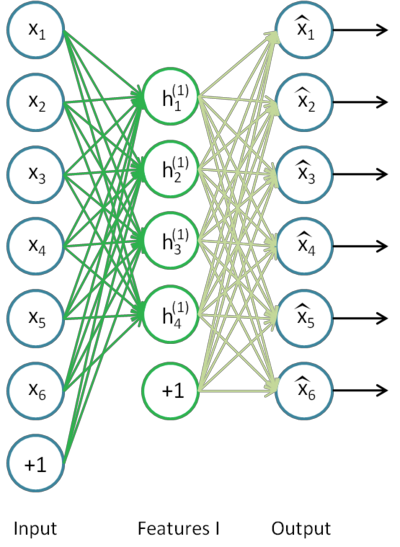 x₁
x₂
x₃
x₄
x₅
x₆
+1
h₁⁽¹⁾
h₂⁽¹⁾
h₃⁽¹⁾
h₄⁽¹⁾
+1
x̂₁
x̂₂
x̂₃
x̂₄
x̂₅
x̂₆
Input Features I Output